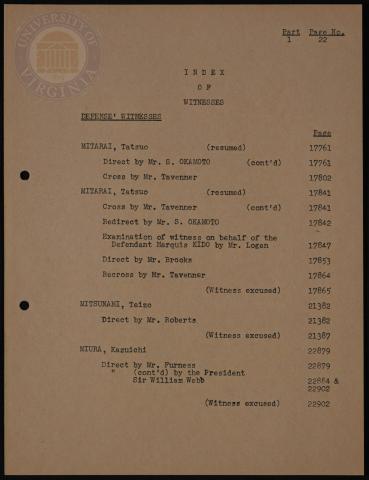 UNIVERSITY OF VIRGINIA
Part Page No.
1 22
INDEX
OF
WITNESSES
DEFENSE' WITNESSES
Page
MITARAI, Tatsuo (resumed) 17761
Direct by Mr. S. OKAMOTO (cont'd) 17761
Cross by Mr. Tavenner 17802
MITARAI, Tatsuo (resumed) 17841
Cross by Mr. Tavenner (cont'd) 17841
Redirect by Mr. S. OKAMOTO 17842
Examination of witness on behalf of the
Defendant Marquis KIDO by Mr. Logan 17847
Direct by Mr. Brooks 17853
Recross by Mr. Tavenner 17864
(Witness excused) 17865
MITSUNAMI, Teizo 21382
Direct by Mr. Roberts 21382
(Witness excused) 21387
MIURA, Kazuichi 22879
Direct by Mr. Furness 22879
" (cont'd) by the President
Sir William Webb 22884 &
22902
(Witness excused) 22902